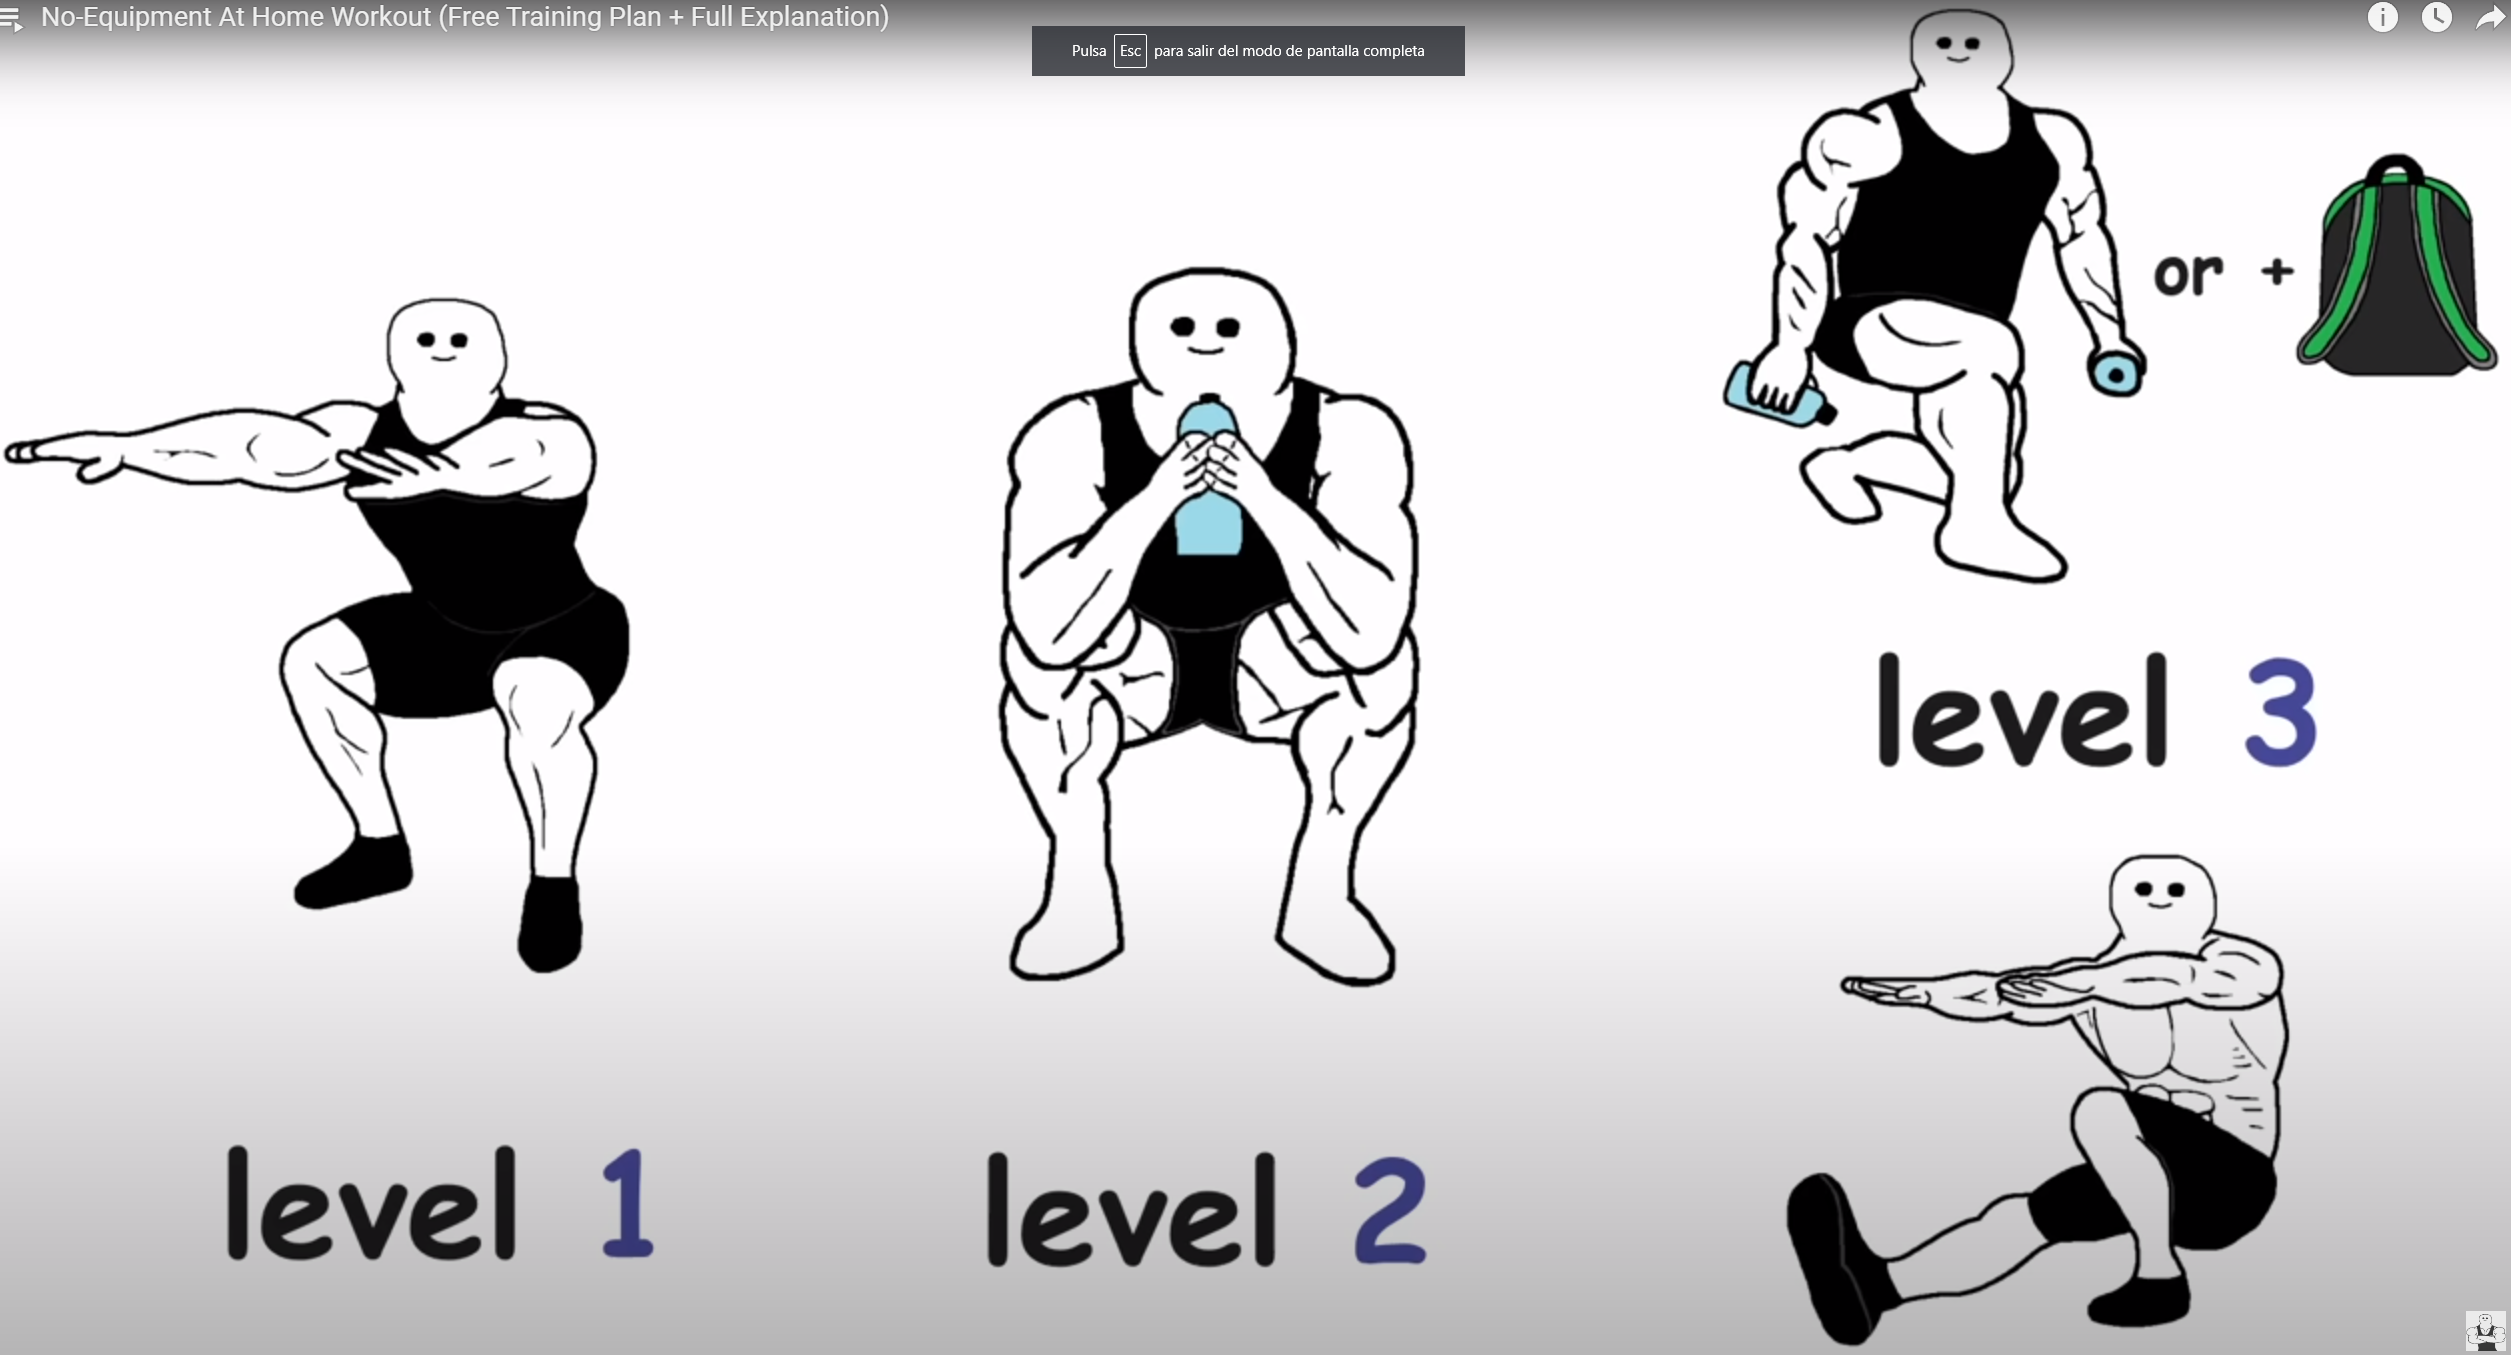 No-Equipment At Home Workout (Free Training Plan + Full Explanation)
Pulsa Esc para salir del modo de pantalla completa
or +
level 3
level 1
level 2